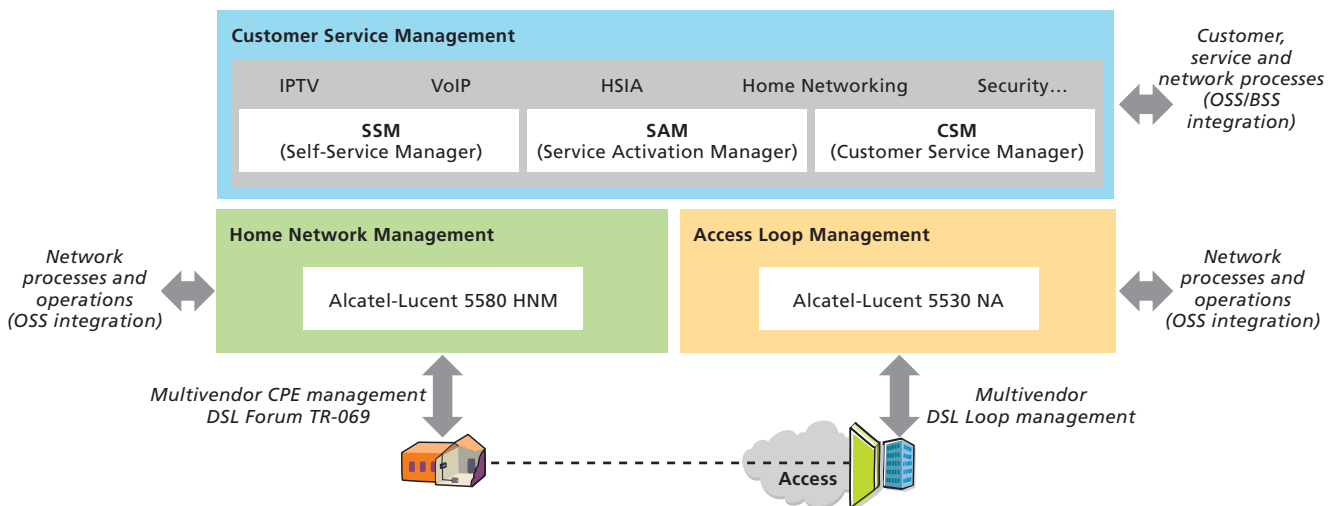 Customer Service Management
IPTV
VoIP
HSIA
Home Networking
Security…
SSM
(Self-Service Manager)
SAM
(Service Activation Manager)
CSM
(Customer Service Manager)
Customer,
service and
network processes
(OSS/BSS
integration)
Network
processes and
operations
(OSS integration)
Home Network Management
Alcatel-Lucent 5580 HNM
Access Loop Management
Alcatel-Lucent 5530 NA
Network
processes and
operations
(OSS integration)
Multivendor CPE management
DSL Forum TR-069
Multivendor
DSL Loop management
Access